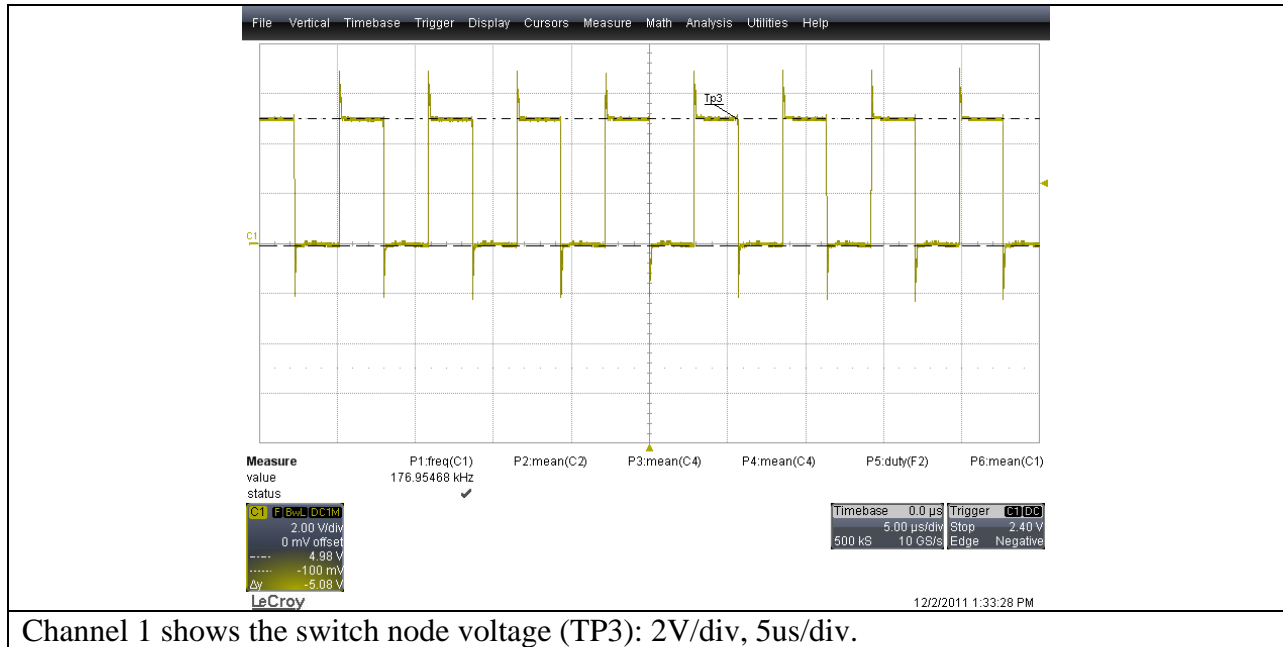 File Vertical Timebase Trigger Display Cursors Measure Math Analysis Utilities Help
Tp3
C1
Measure P1:freq(C1) P2:mean(C2) P3:mean(C4) P4:mean(C4) P5:duty(F2) P6:mean(C1)
value 176.95468 kHz
status
C1 F BwL DC1M
2.00 V/div
0 mV offset
4.98 V
-100 mV
Δy -5.08 V
Timebase 0.0 µs Trigger C1 DC
5.00 µs/div Stop 2.40 V
500 kS 10 GS/s Edge Negative
LeCroy 12/2/2011 1:33:28 PM
Channel 1 shows the switch node voltage (TP3): 2V/div, 5us/div.